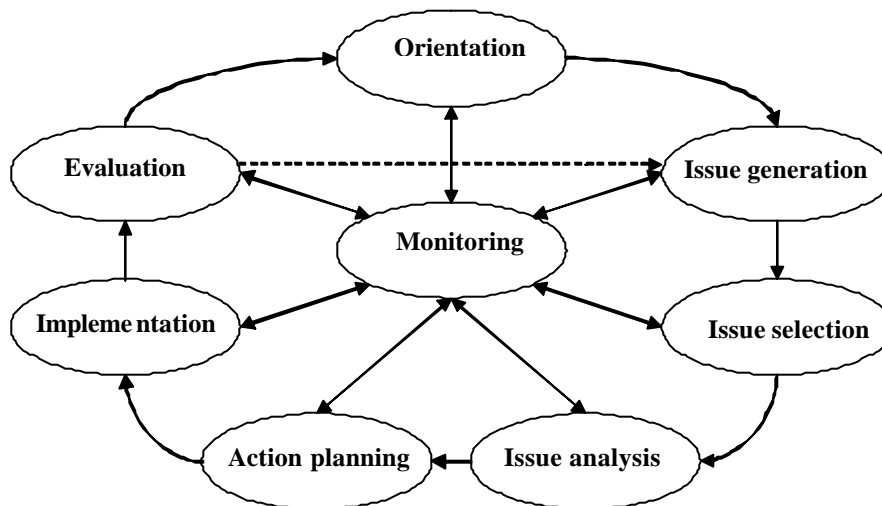 Orientation
Evaluation
Issue generation
Monitoring
Impleme ntation
Issue selection
Action planning
Issue analysis